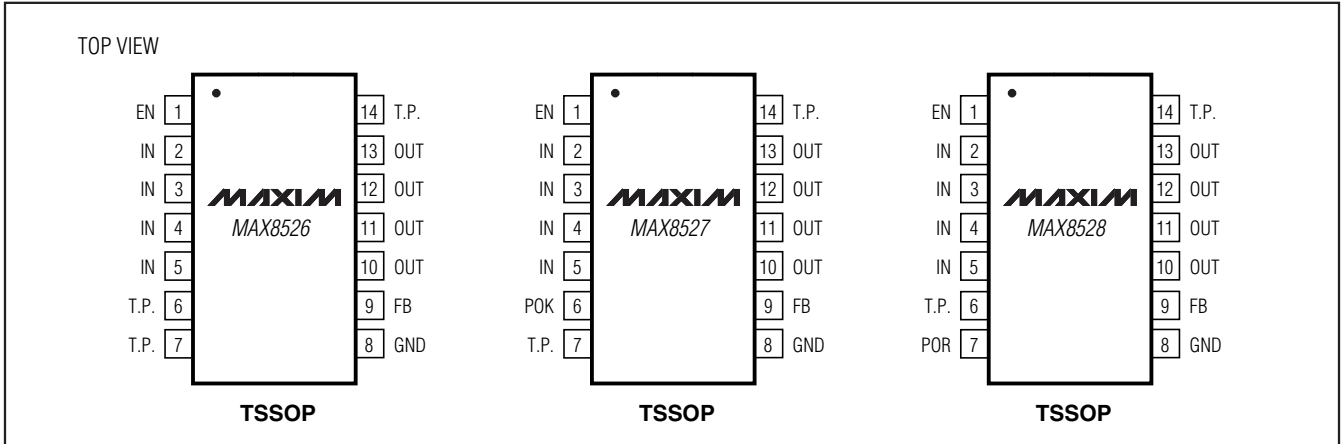 TOP VIEW
EN 1 14 T.P.
IN 2 13 OUT
IN 3 12 OUT
IN 4 11 OUT
IN 5 10 OUT
T.P. 6 9 FB
T.P. 7 8 GND
MAXIM
MAX8526
TSSOP
EN 1 14 T.P.
IN 2 13 OUT
IN 3 12 OUT
IN 4 11 OUT
IN 5 10 OUT
POK 6 9 FB
T.P. 7 8 GND
MAXIM
MAX8527
TSSOP
EN 1 14 T.P.
IN 2 13 OUT
IN 3 12 OUT
IN 4 11 OUT
IN 5 10 OUT
T.P. 6 9 FB
POR 7 8 GND
MAXIM
MAX8528
TSSOP